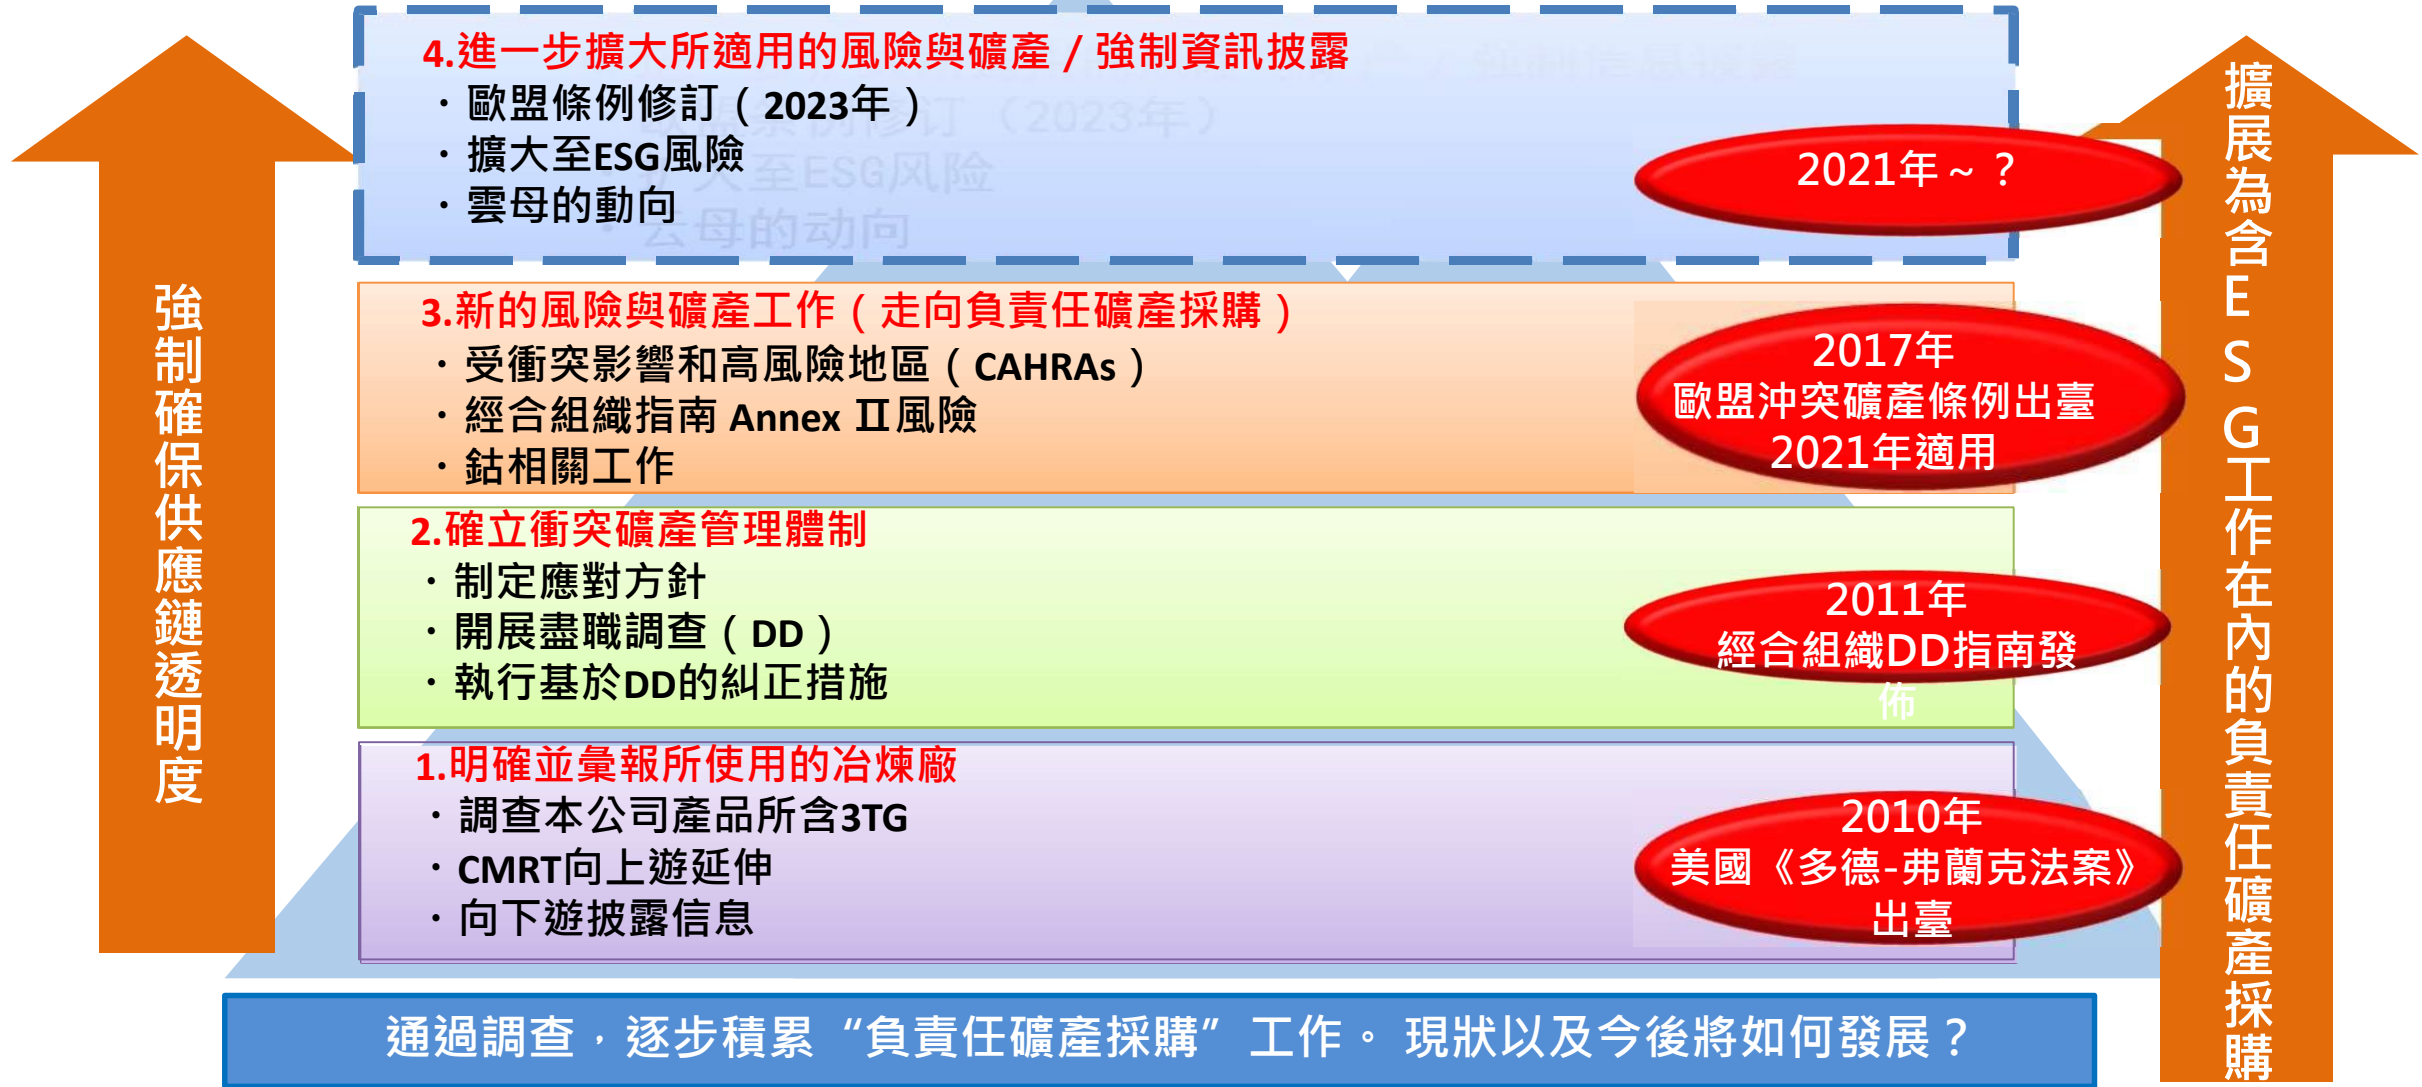 4.進一步擴大所適用的風險與礦產 / 強制資訊披露
・歐盟條例修訂（2023年）
・擴大至ESG風險
・雲母的動向
2021年～？
3.新的風險與礦產工作（走向負責任礦產採購）
・受衝突影響和高風險地區（CAHRAs）
・經合組織指南 Annex Ⅱ風險
・鈷相關工作
2017年
歐盟沖突礦產條例出臺
2021年適用
2.確立衝突礦產管理體制
・制定應對方針
・開展盡職調查（DD）
・執行基於DD的糾正措施
2011年
經合組織DD指南發
佈
1.明確並彙報所使用的冶煉廠
・調查本公司產品所含3TG
・CMRT向上遊延伸
・向下遊披露信息
2010年
美國《多德-弗蘭克法案》
出臺
強制確保供應鏈透明度
擴展為含ESG工作在內的負責任礦產採購
通過調查，逐步積累“負責任礦產採購”工作。現狀以及今後將如何發展？